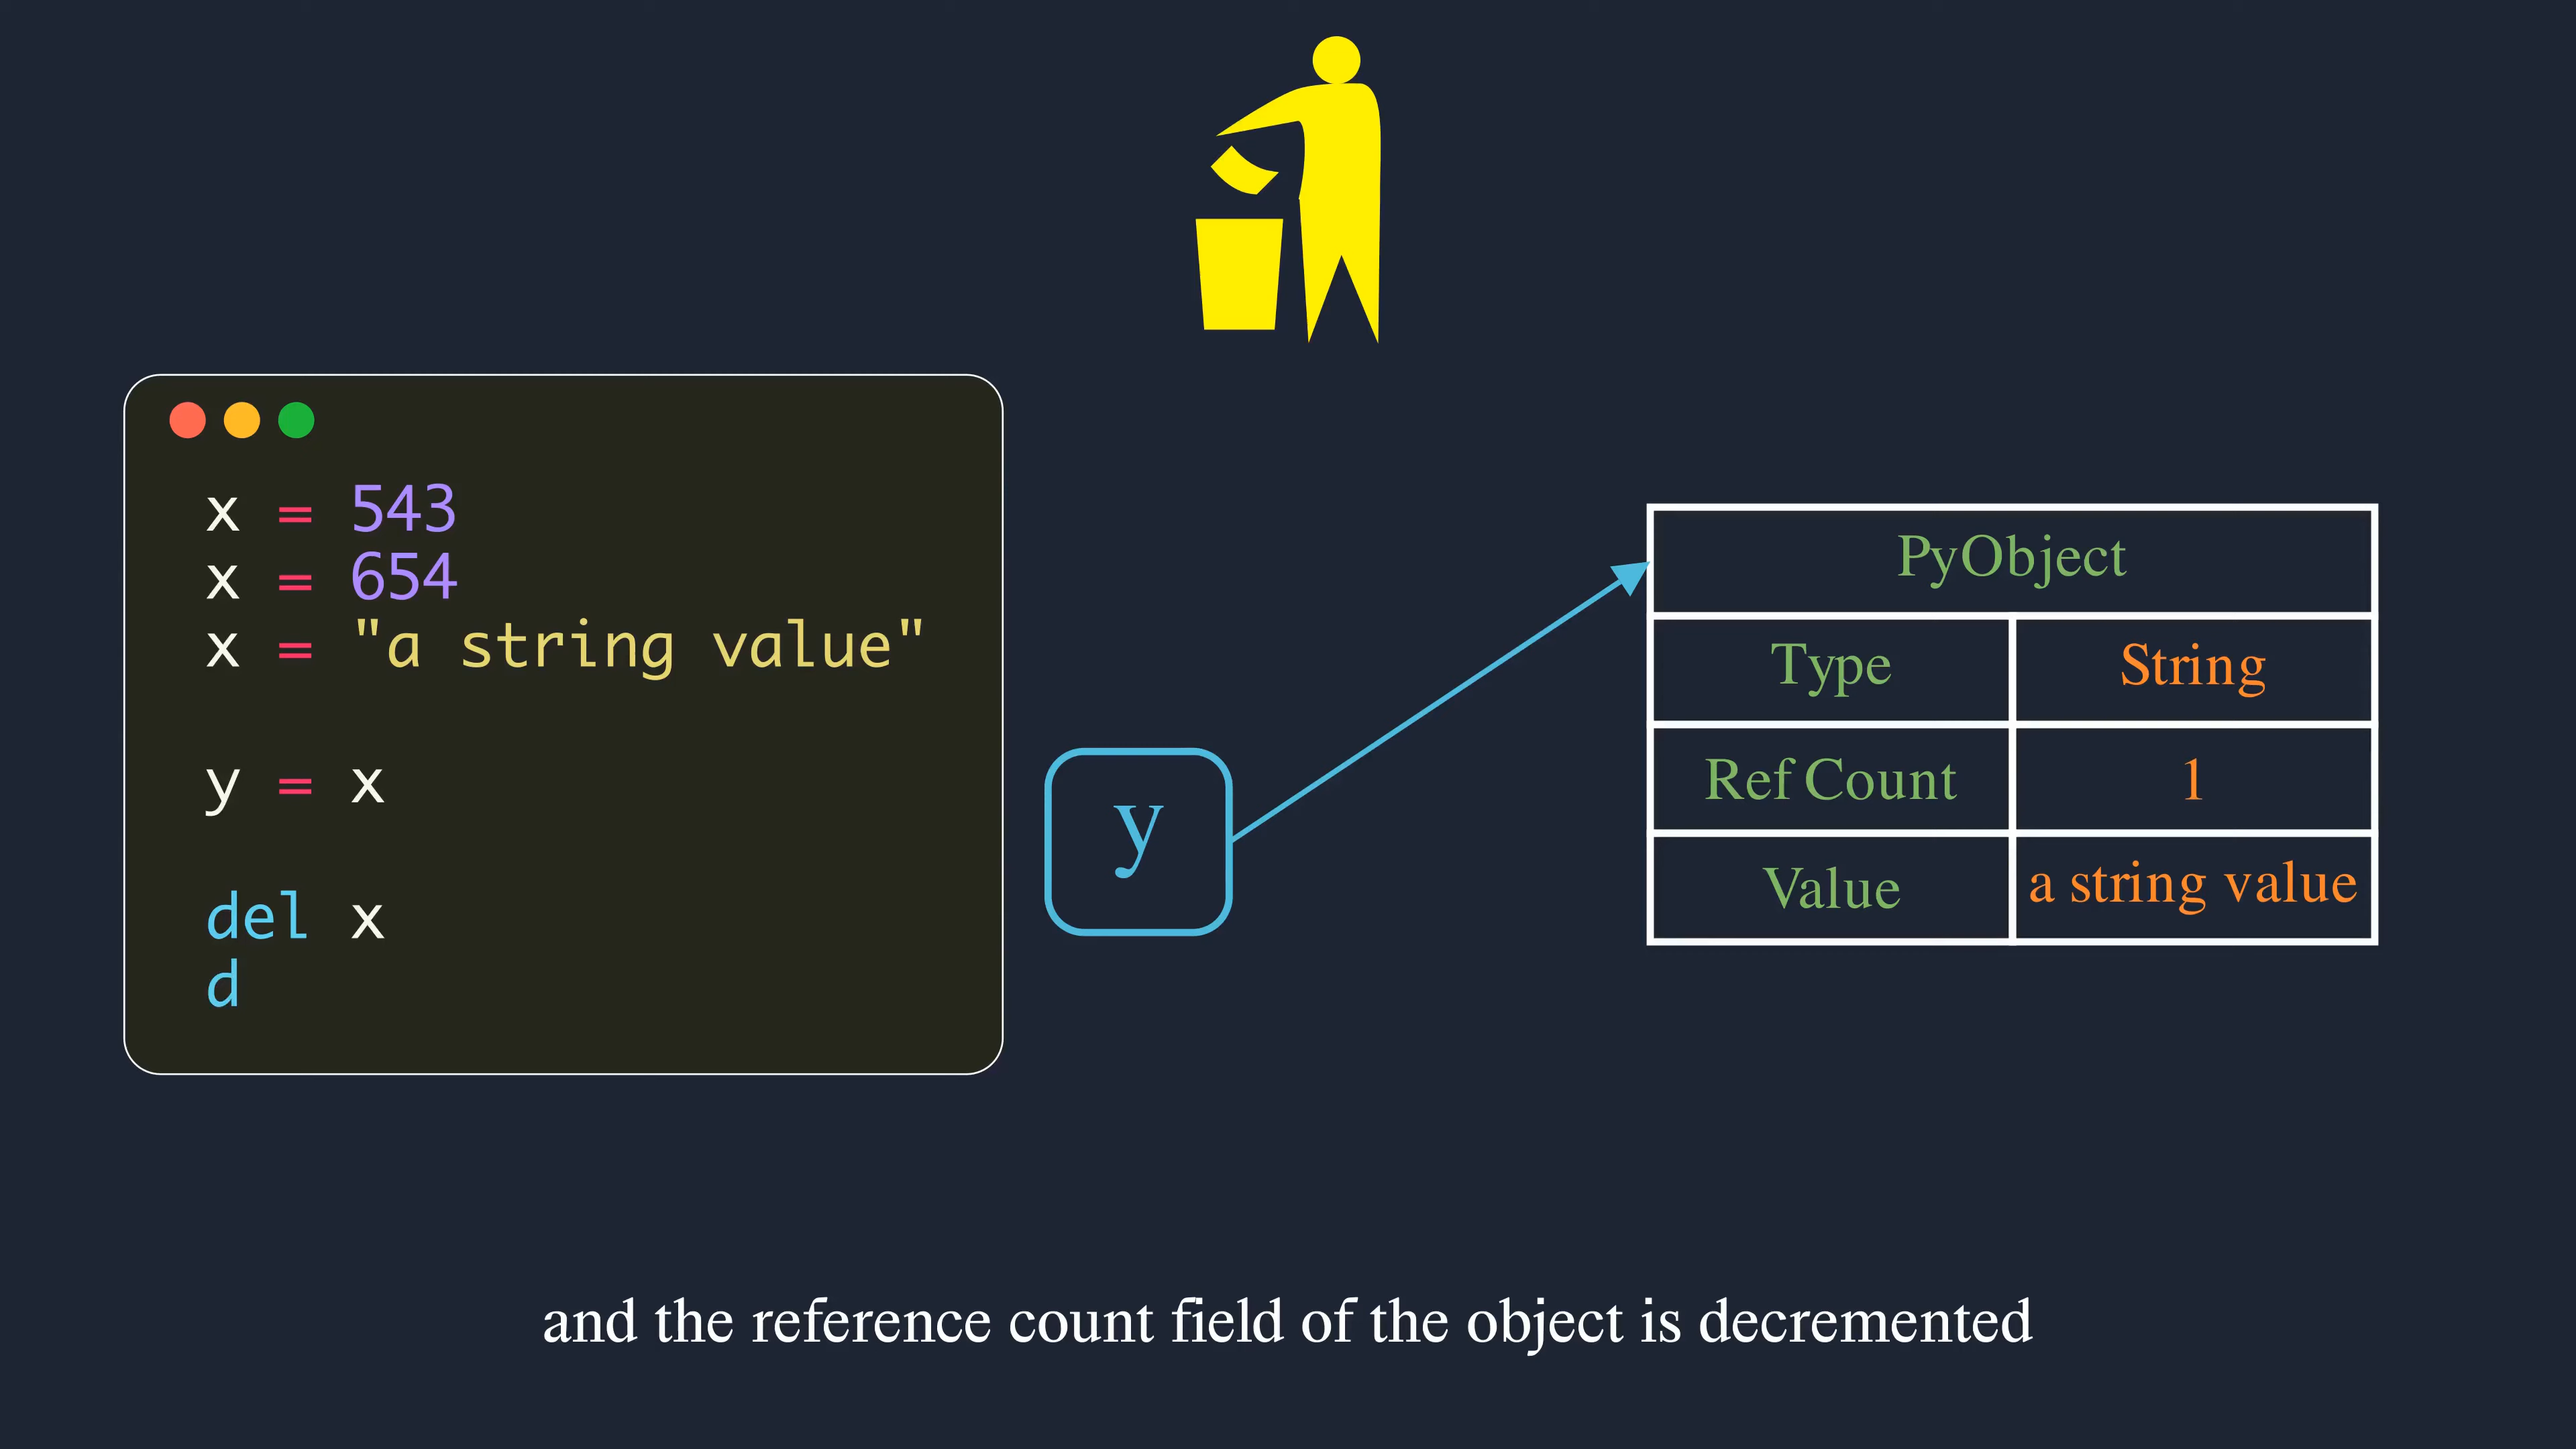 x = 543
x = 654
x = "a string value"
y = x
del x
d
y
PyObject
Type String
Ref Count 1
Value a string value
and the reference count field of the object is decremented